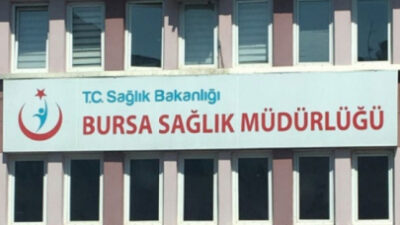 T.C. Sağlık Bakanlığı
BURSA SAĞLIK MÜDÜRLÜĞÜ